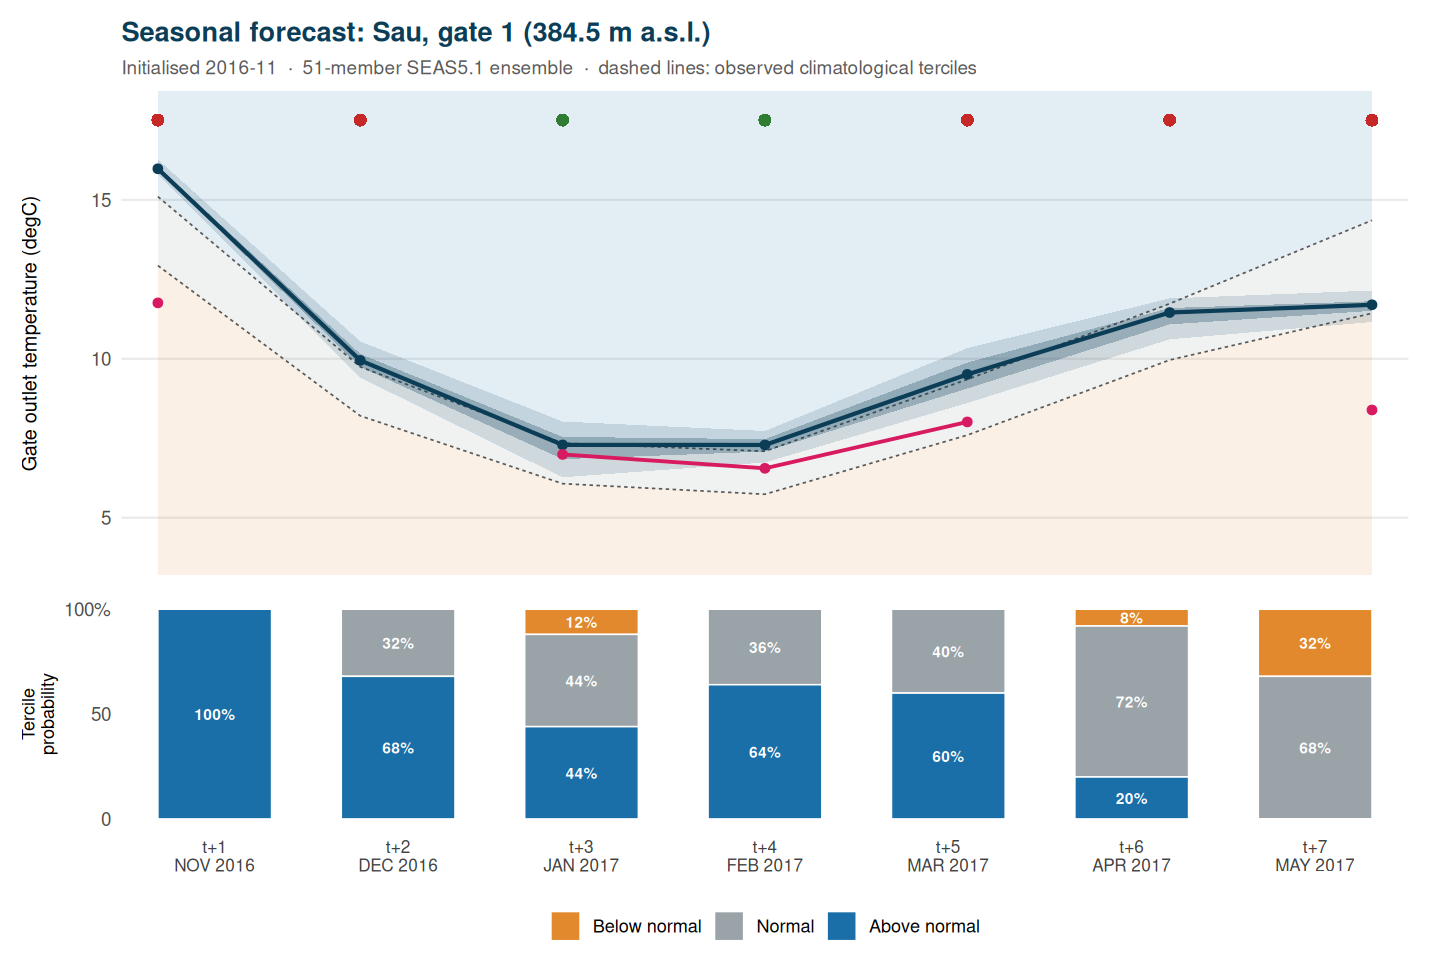 Seasonal forecast: Sau, gate 1 (384.5 m a.s.l.)
Initialised 2016-11 · 51-member SEAS5.1 ensemble · dashed lines: observed climatological terciles
Gate outlet temperature (degC)
15
10
5
Tercile
probability
100%
50
0
100%
32%
68%
12%
44%
44%
36%
64%
40%
60%
8%
72%
20%
32%
68%
t+1
NOV 2016
t+2
DEC 2016
t+3
JAN 2017
t+4
FEB 2017
t+5
MAR 2017
t+6
APR 2017
t+7
MAY 2017
Below normal
Normal
Above normal